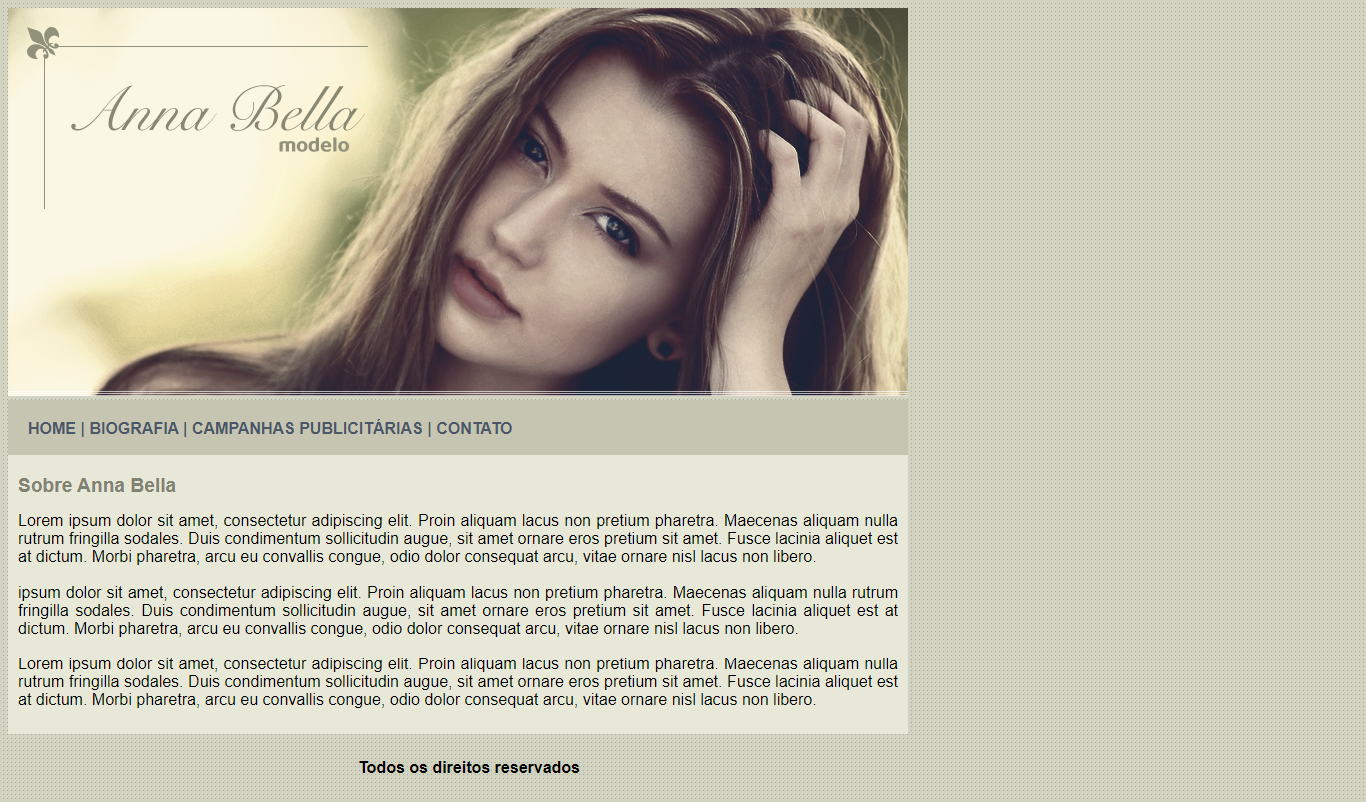 Anna Bella
modelo
HOME | BIOGRAFIA | CAMPANHAS PUBLICITÁRIAS | CONTATO
Sobre Anna Bella
Lorem ipsum dolor sit amet, consectetur adipiscing elit. Proin aliquam lacus non pretium pharetra. Maecenas aliquam nulla
rutrum fringilla sodales. Duis condimentum sollicitudin augue, sit amet ornare eros pretium sit amet. Fusce lacinia aliquet est
at dictum. Morbi pharetra, arcu eu convallis congue, odio dolor consequat arcu, vitae ornare nisl lacus non libero.
ipsum dolor sit amet, consectetur adipiscing elit. Proin aliquam lacus non pretium pharetra. Maecenas aliquam nulla rutrum
fringilla sodales. Duis condimentum sollicitudin augue, sit amet ornare eros pretium sit amet. Fusce lacinia aliquet est at
dictum. Morbi pharetra, arcu eu convallis congue, odio dolor consequat arcu, vitae ornare nisl lacus non libero.
Lorem ipsum dolor sit amet, consectetur adipiscing elit. Proin aliquam lacus non pretium pharetra. Maecenas aliquam nulla
rutrum fringilla sodales. Duis condimentum sollicitudin augue, sit amet ornare eros pretium sit amet. Fusce lacinia aliquet est
at dictum. Morbi pharetra, arcu eu convallis congue, odio dolor consequat arcu, vitae ornare nisl lacus non libero.
Todos os direitos reservados